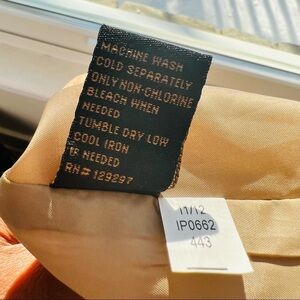 MACHINE WASH
COLD SEPARATELY
ONLY NON-CHLORINE
BLEACH WHEN
NEEDED
TUMBLE DRY LOW
COOL IRON
IF NEEDED
RN# 129297
11/12
IP0662
443